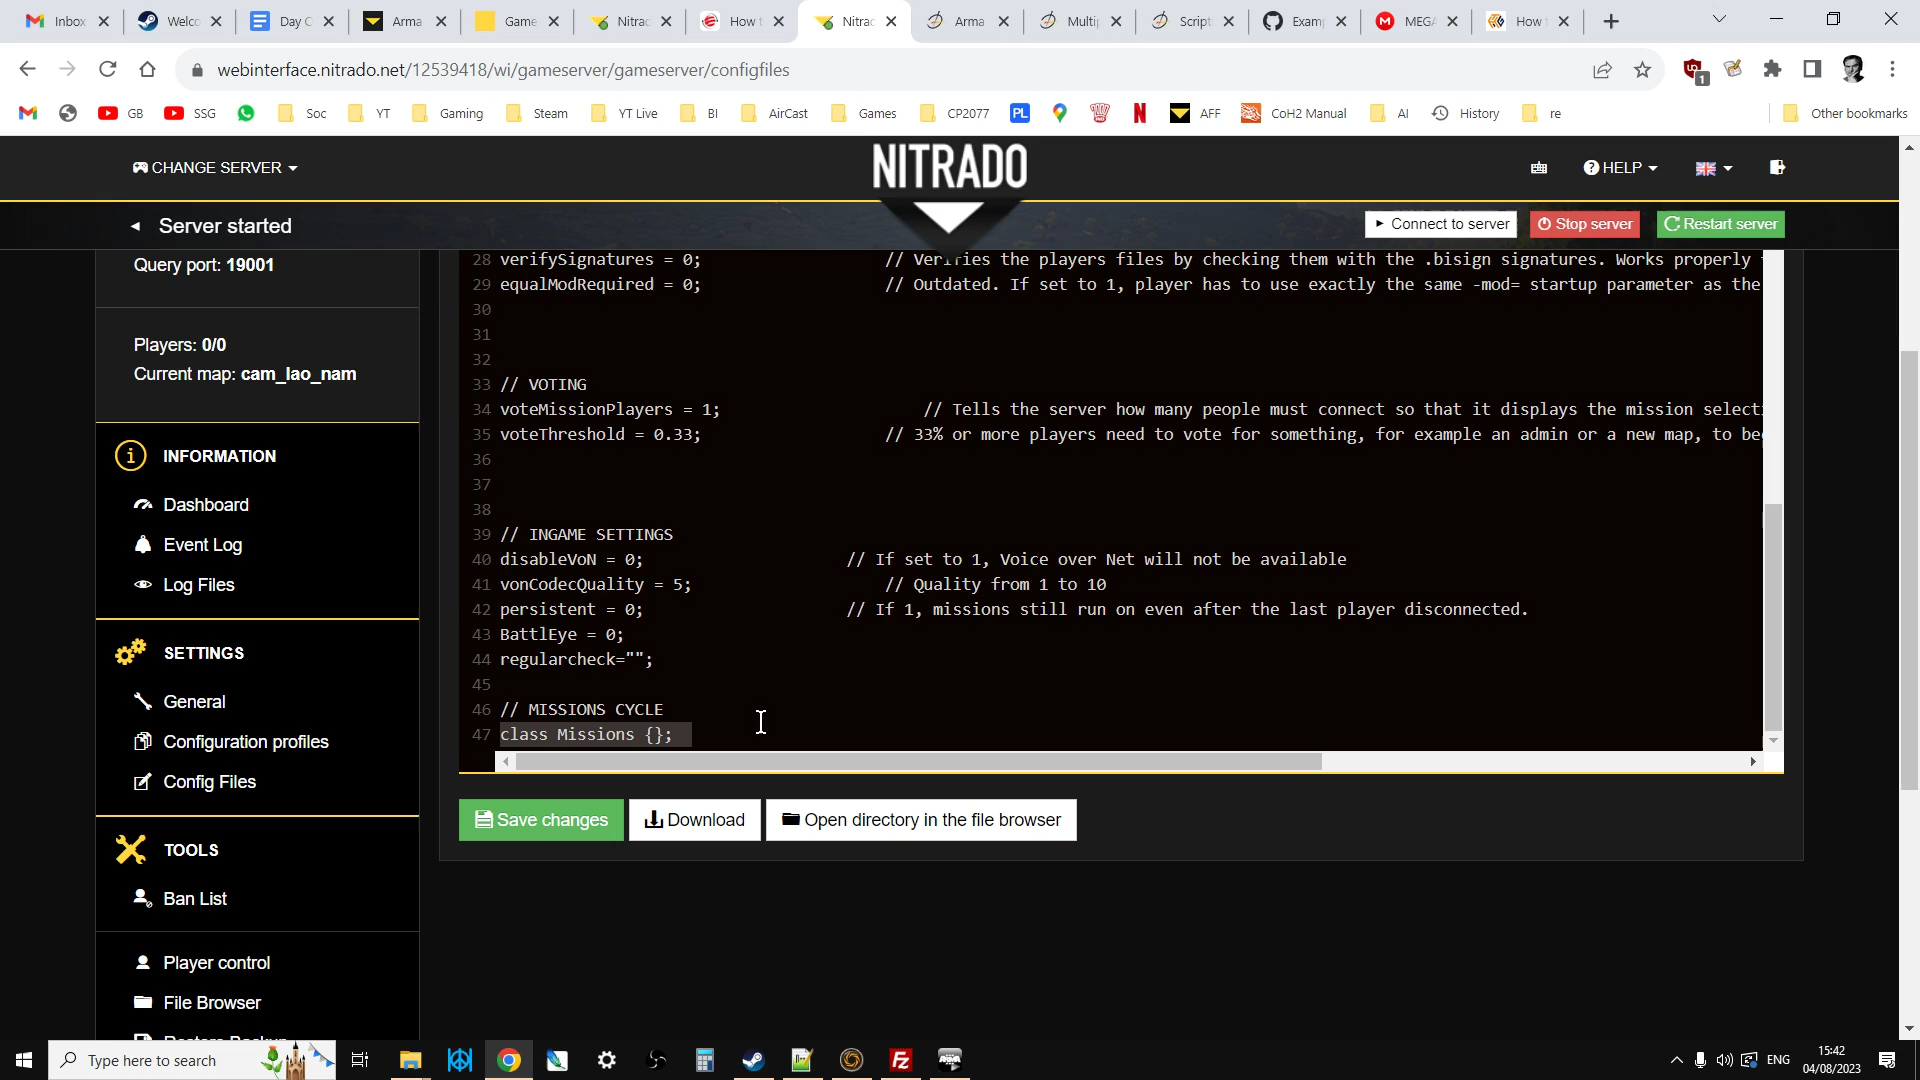 Inbox
Welc
Day C
Arma
Game
Nitrac
How t
Nitrac
Arma
Multip
Script
Exam
MEGA
How t
webinterface.nitrado.net/12539418/wi/gameserver/gameserver/configfiles
1
GB
SSG
Soc
YT
Gaming
Steam
YT Live
BI
AirCast
Games
CP2077
PL
AFF
CoH2 Manual
AI
History
re
Other bookmarks
CHANGE SERVER
NITRADO
HELP
Server started
Connect to server
Stop server
Restart server
Query port: 19001
Players: 0/0
Current map: cam_lao_nam
INFORMATION
Dashboard
Event Log
Log Files
SETTINGS
General
Configuration profiles
Config Files
TOOLS
Ban List
Player control
File Browser
Restore Backup
28 verifySignatures = 0; // Verifies the players files by checking them with the .bisign signatures. Works properly
29 equalModRequired = 0; // Outdated. If set to 1, player has to use exactly the same -mod= startup parameter as the
30
31
32
33 // VOTING
34 voteMissionPlayers = 1; // Tells the server how many people must connect so that it displays the mission select
35 voteThreshold = 0.33; // 33% or more players need to vote for something, for example an admin or a new map, to be
36
37
38
39 // INGAME SETTINGS
40 disableVoN = 0; // If set to 1, Voice over Net will not be available
41 vonCodecQuality = 5; // Quality from 1 to 10
42 persistent = 0; // If 1, missions still run on even after the last player disconnected.
43 BattlEye = 0;
44 regularcheck="";
45
46 // MISSIONS CYCLE
47 class Missions {};
Save changes
Download
Open directory in the file browser
Type here to search
ENG
15:42
04/08/2023